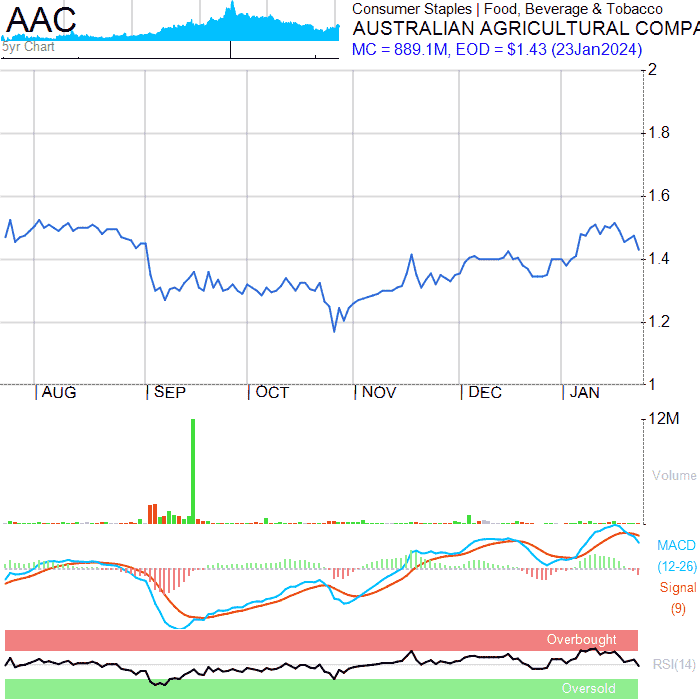 AAC
5yr Chart
Consumer Staples | Food, Beverage & Tobacco
AUSTRALIAN AGRICULTURAL COMPA
MC = 889.1M, EOD = $1.43 (23Jan2024)
2
1.8
1.6
1.4
1.2
1
AUG SEP OCT NOV DEC JAN
12M
Volume
MACD
(12-26)
Signal
(9)
Overbought
RSI(14)
Oversold